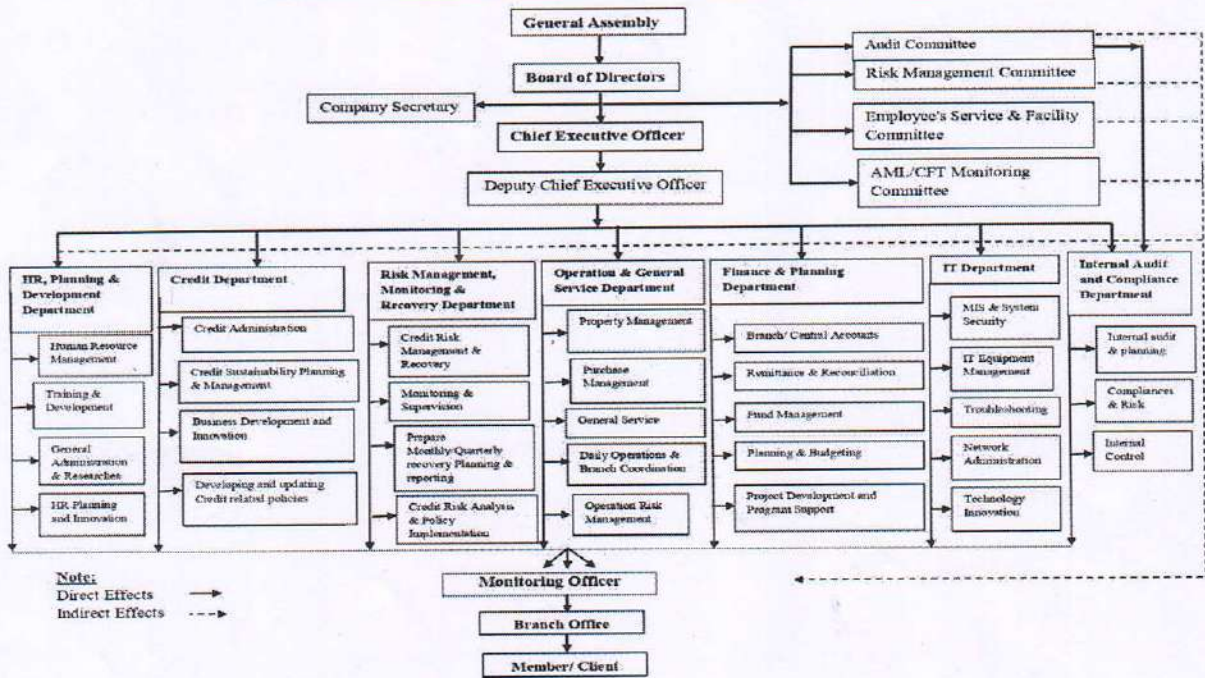 General Assembly
Board of Directors
Company Secretary
Chief Executive Officer
Deputy Chief Executive Officer
Audit Committee
Risk Management Committee
Employee's Service & Facility
Committee
AML/CFT Monitoring
Committee
HR, Planning &
Development
Department
Human Resource
Management
Training &
Development
General
Administration
& Researches
HR Planning
and Innovation
Credit Department
Credit Administration
Credit Sustainability Planning
& Management
Business Development and
Innovation
Developing and updating
Credit related policies
Risk Management,
Monitoring &
Recovery Department
Credit Risk
Management &
Recovery
Monitoring &
Supervision
Prepare
Monthly/Quarterly
recovery Planning &
reporting
Credit Risk Analysis
& Policy
Implementation
Operation & General
Service Department
Property Management
Purchase
Management
General Service
Daily Operations &
Branch Coordination
Operation Risk
Management
Finance & Planning
Department
Branch/ Central Accounts
Remittance & Reconciliation
Fund Management
Planning & Budgeting
Project Development and
Program Support
IT Department
MIS & System
Security
IT Equipment
Management
Troubleshooting
Network
Administration
Technology
Innovation
Internal Audit
and Compliance
Department
Internal audit
& planning
Compliances
& Risk
Internal
Control
Note:
Direct Effects
Indirect Effects
Monitoring Officer
Branch Office
Member/ Client